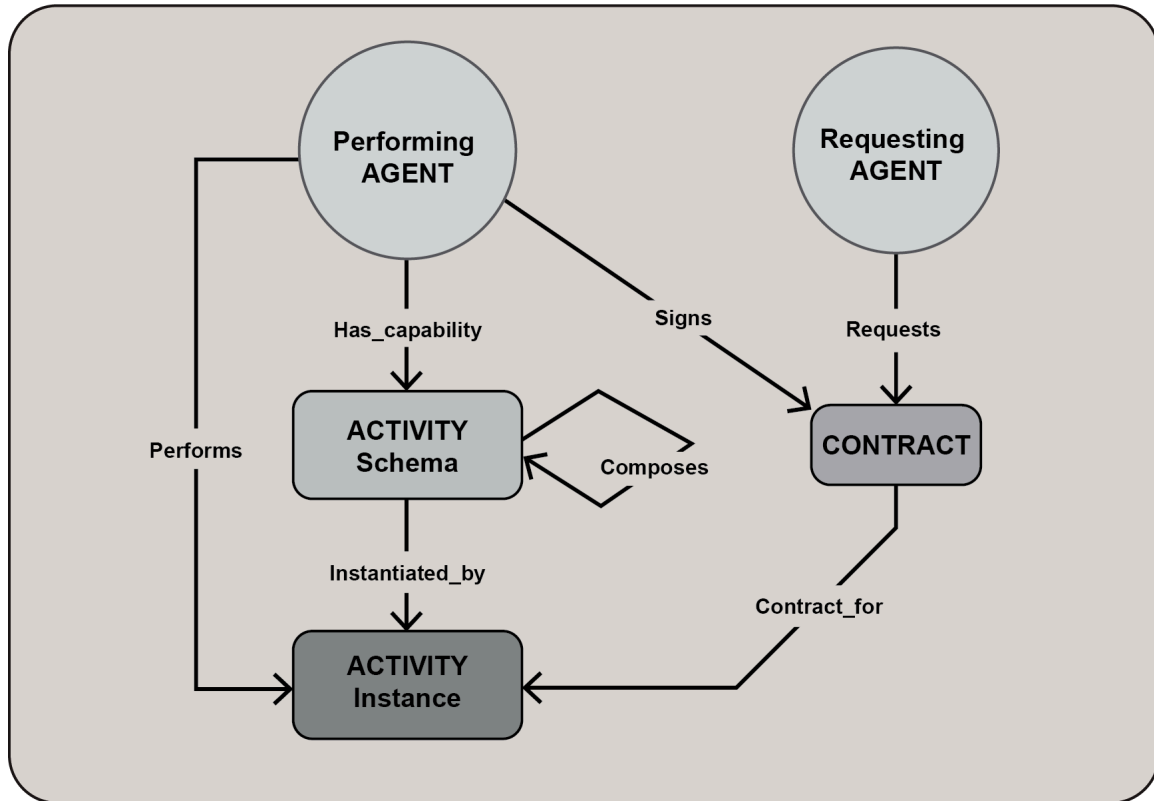 Performing
AGENT
Requesting
AGENT
Signs
Has_capability
Requests
ACTIVITY
Schema
CONTRACT
Performs
Composes
Instantiated_by
Contract_for
ACTIVITY
Instance